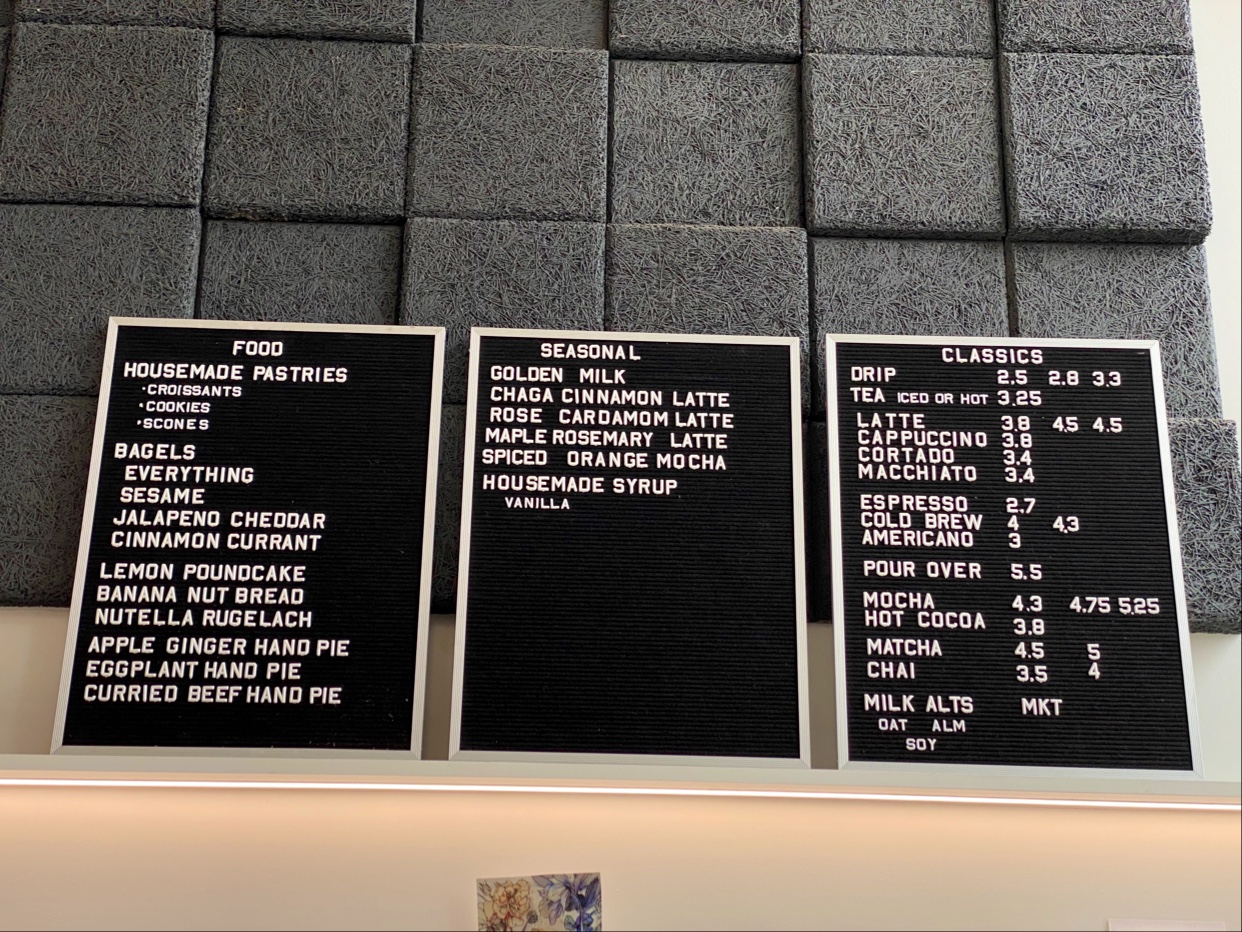 FOOD
HOUSEMADE PASTRIES
·CROISSANTS
·COOKIES
·SCONES
BAGELS
EVERYTHING
SESAME
JALAPENO CHEDDAR
CINNAMON CURRANT
LEMON POUNDCAKE
BANANA NUT BREAD
NUTELLA RUGELACH
APPLE GINGER HAND PIE
EGGPLANT HAND PIE
CURRIED BEEF HAND PIE
SEASONAL
GOLDEN MILK
CHAGA CINNAMON LATTE
ROSE CARDAMOM LATTE
MAPLE ROSEMARY LATTE
SPICED ORANGE MOCHA
HOUSEMADE SYRUP
VANILLA
CLASSICS
DRIP 2.5 2.8 3.3
TEA ICED OR HOT 3.25
LATTE 3.8 4.5 4.5
CAPPUCCINO 3.8
CORTADO 3.4
MACCHIATO 3.4
ESPRESSO 2.7
COLD BREW 4 4.3
AMERICANO 3
POUR OVER 5.5
MOCHA 4.3 4.75 5.25
HOT COCOA 3.8
MATCHA 4.5 5
CHAI 3.5 4
MILK ALTS MKT
OAT ALM
SOY